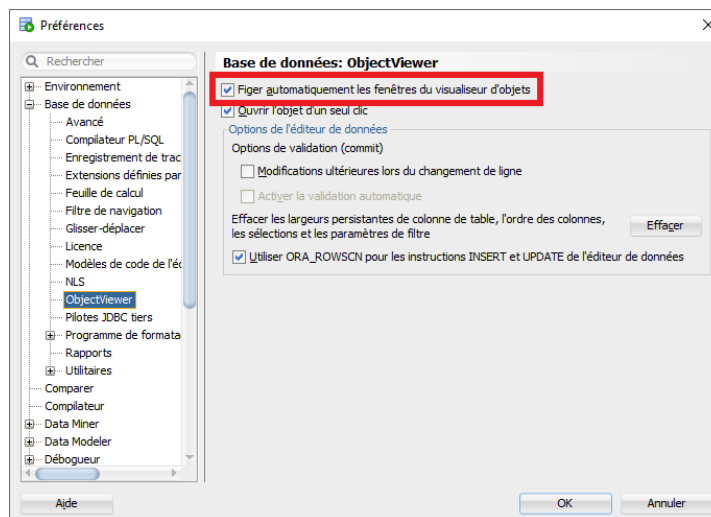 Préférences
Rechercher
Environnement
Base de données
Avancé
Compilateur PL/SQL
Enregistrement de trac
Extensions définies par
Feuille de calcul
Filtre de navigation
Glisser-déplacer
Licence
Modèles de code de l'éc
NLS
ObjectViewer
Pilotes JDBC tiers
Programme de formata
Rapports
Utilitaires
Comparer
Compilateur
Data Miner
Data Modeler
Débogueur
Base de données: ObjectViewer
Figer automatiquement les fenêtres du visualiseur d'objets
Ouvrir l'objet d'un seul clic
Options de l'éditeur de données
Options de validation (commit)
Modifications ultérieures lors du changement de ligne
Activer la validation automatique
Effacer les largeurs persistantes de colonne de table, l'ordre des colonnes,
les sélections et les paramètres de filtre
Effacer
Utiliser ORA_ROWSCN pour les instructions INSERT et UPDATE de l'éditeur de données
Aide
OK
Annuler